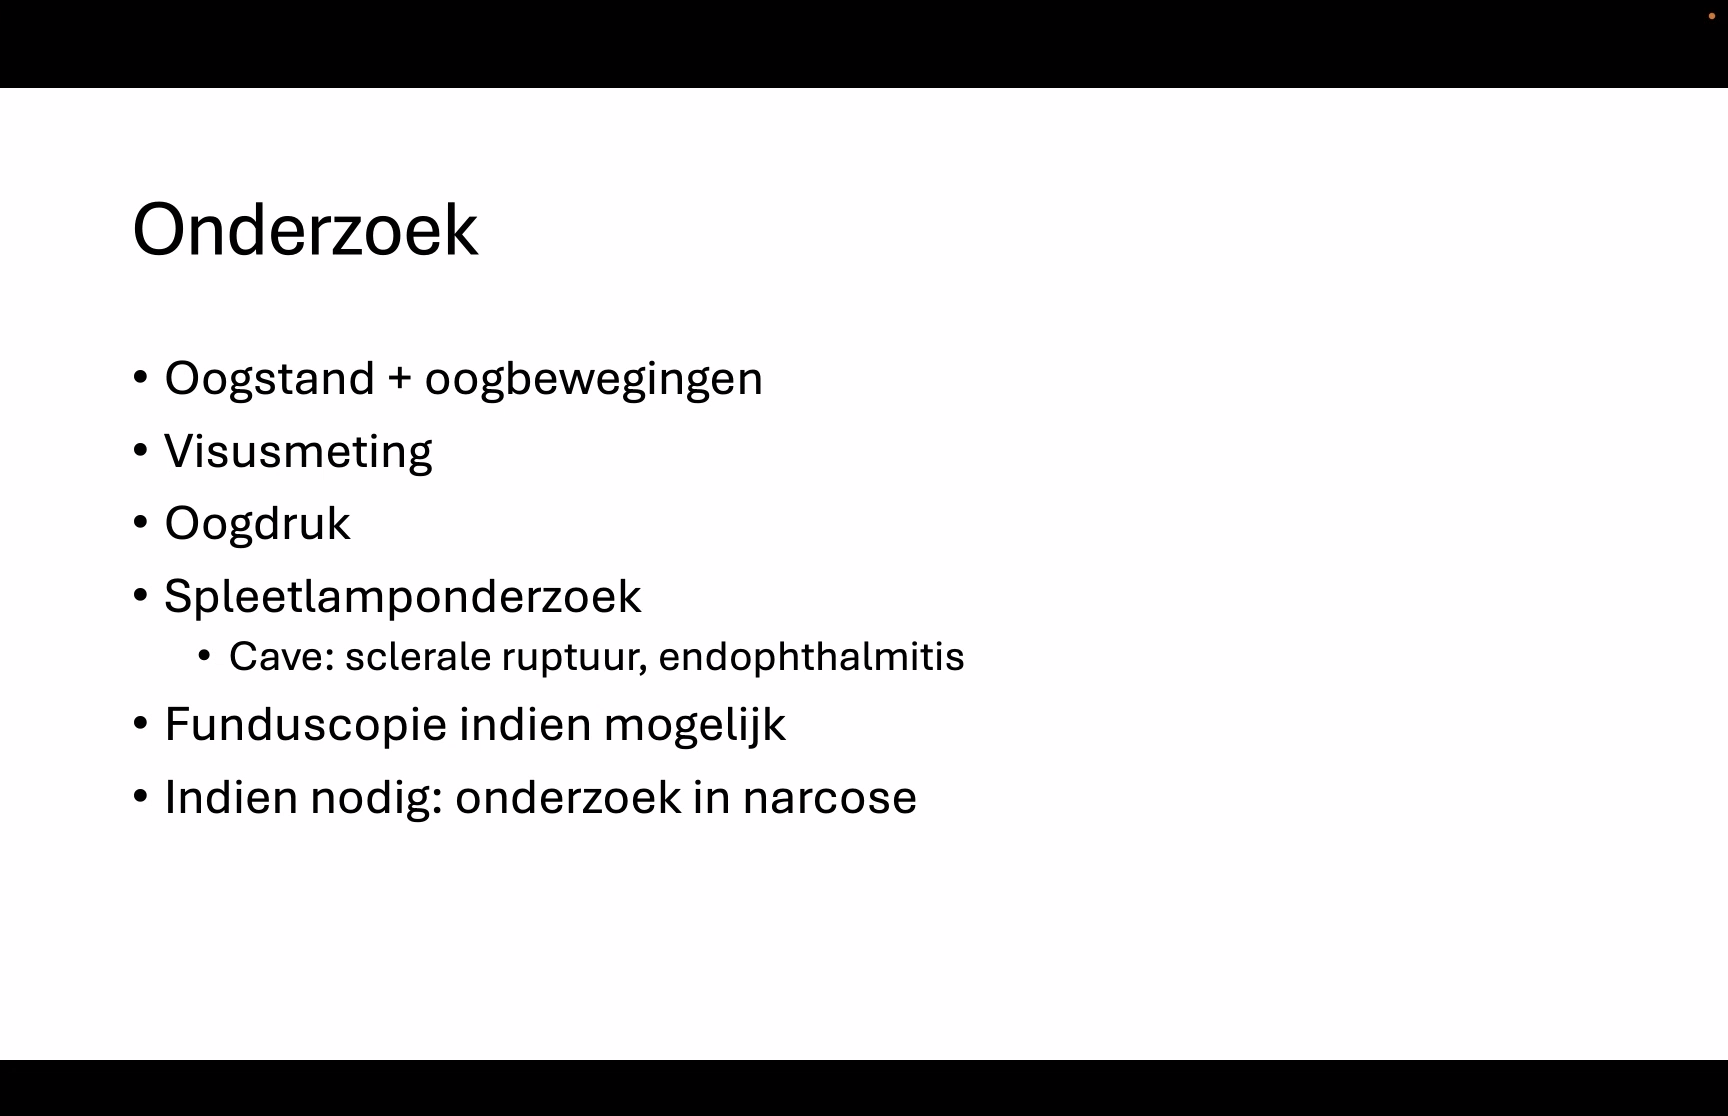 Onderzoek
• Oogstand + oogbewegingen
• Visusmeting
• Oogdruk
• Spleetlamponderzoek
• Cave: sclerale ruptuur, endophthalmitis
• Funduscopie indien mogelijk
• Indien nodig: onderzoek in narcose